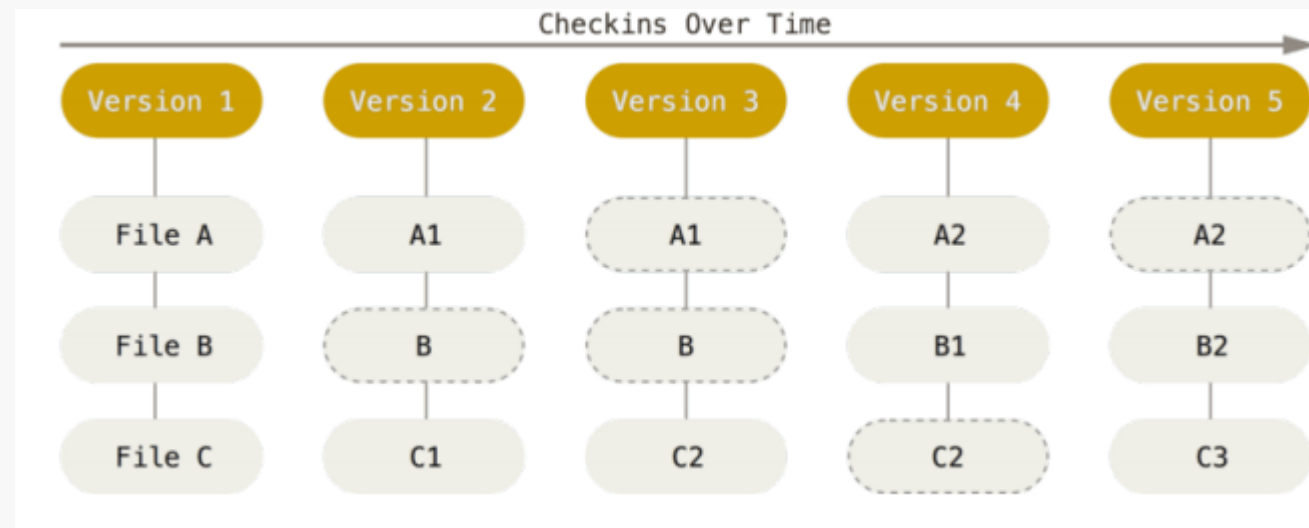 Checkins Over Time
Version 1 Version 2 Version 3 Version 4 Version 5
File A A1 A1 A2 A2
File B B B B1 B2
File C C1 C2 C2 C3